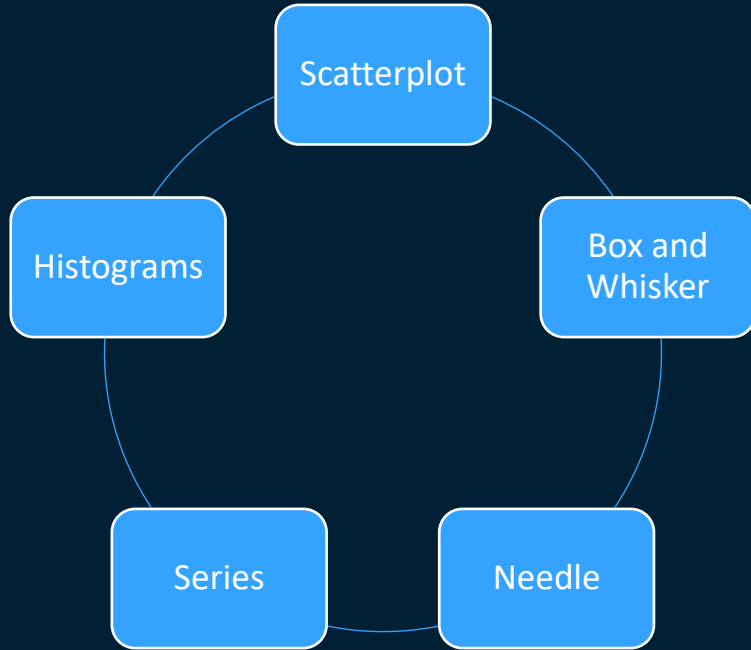 Scatterplot
Box and
Whisker
Needle
Series
Histograms